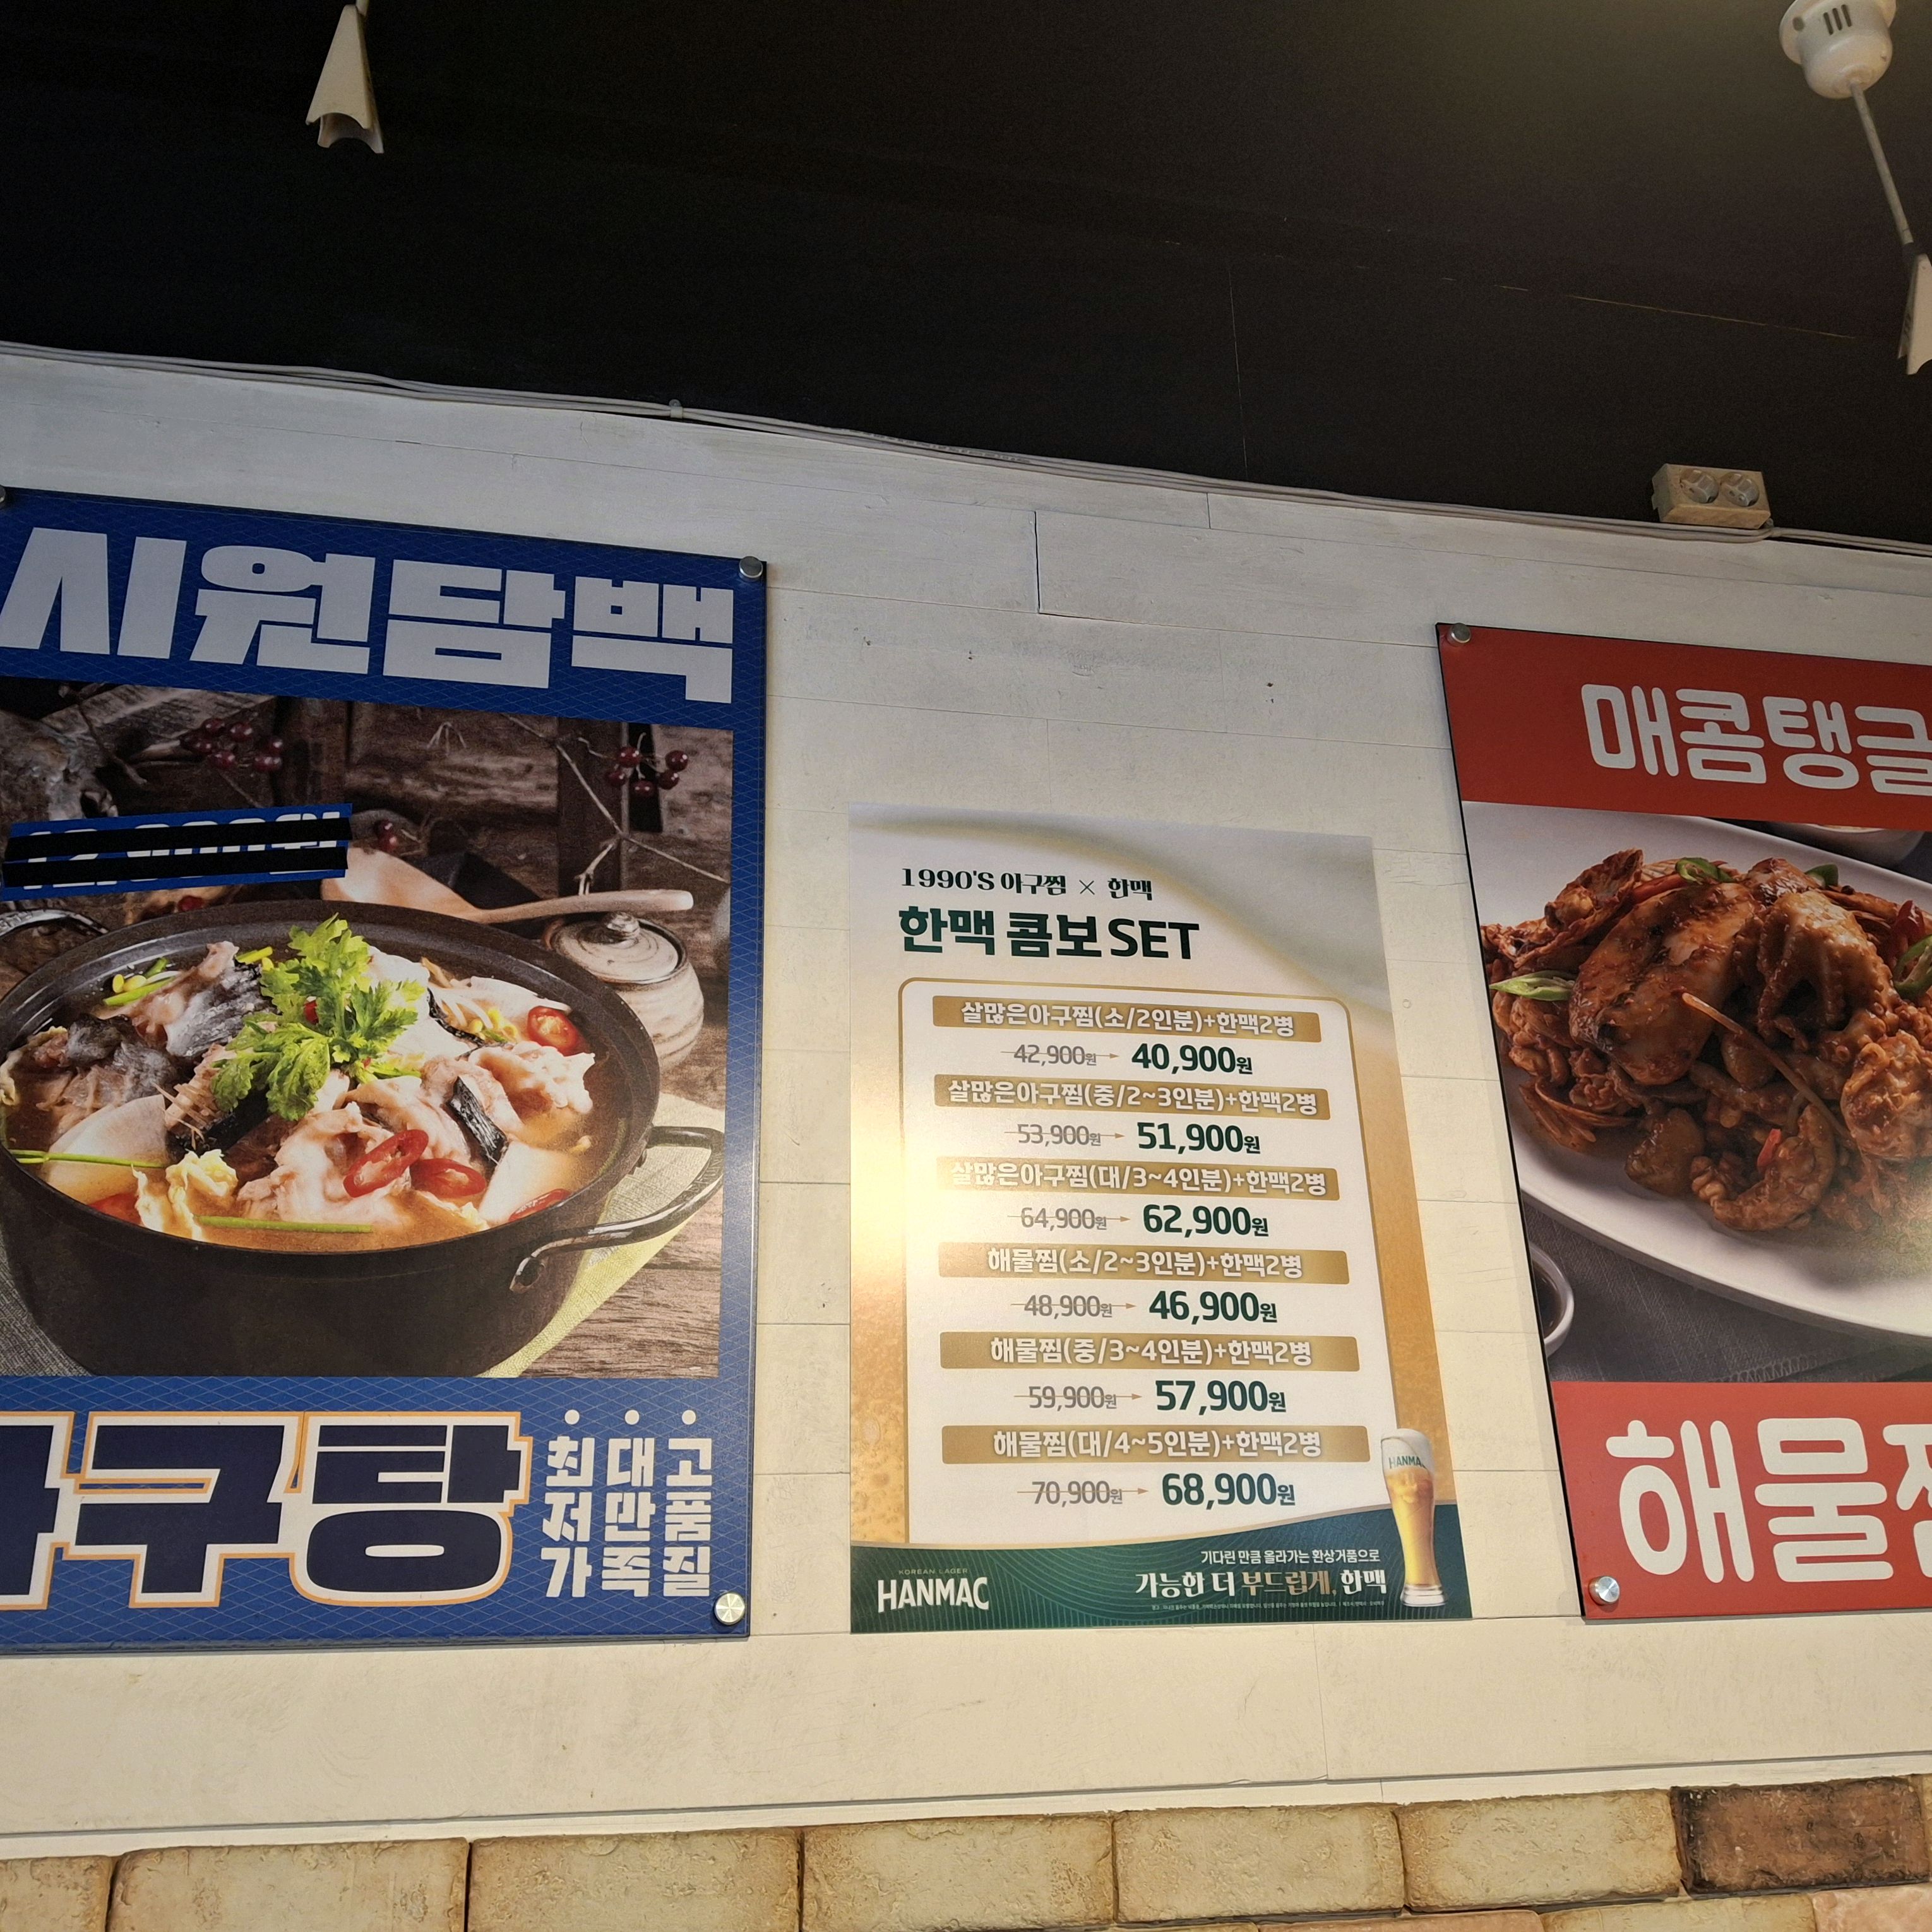 시원담백
아구탕
최저가
대만족
고품질
1990'S 아구찜 × 한맥
한맥 콤보 SET
살많은아구찜(소/2인분)+한맥2병
42,900원 → 40,900원
살많은아구찜(중/2~3인분)+한맥2병
53,900원 → 51,900원
살많은아구찜(대/3~4인분)+한맥2병
64,900원 → 62,900원
해물찜(소/2~3인분)+한맥2병
48,900원 → 46,900원
해물찜(중/3~4인분)+한맥2병
59,900원 → 57,900원
해물찜(대/4~5인분)+한맥2병
70,900원 → 68,900원
KOREAN LAGER
HANMAC
기다린 만큼 올라가는 환상거품으로
가능한 더 부드럽게, 한맥
HANMA
매콤탱글
해물찜